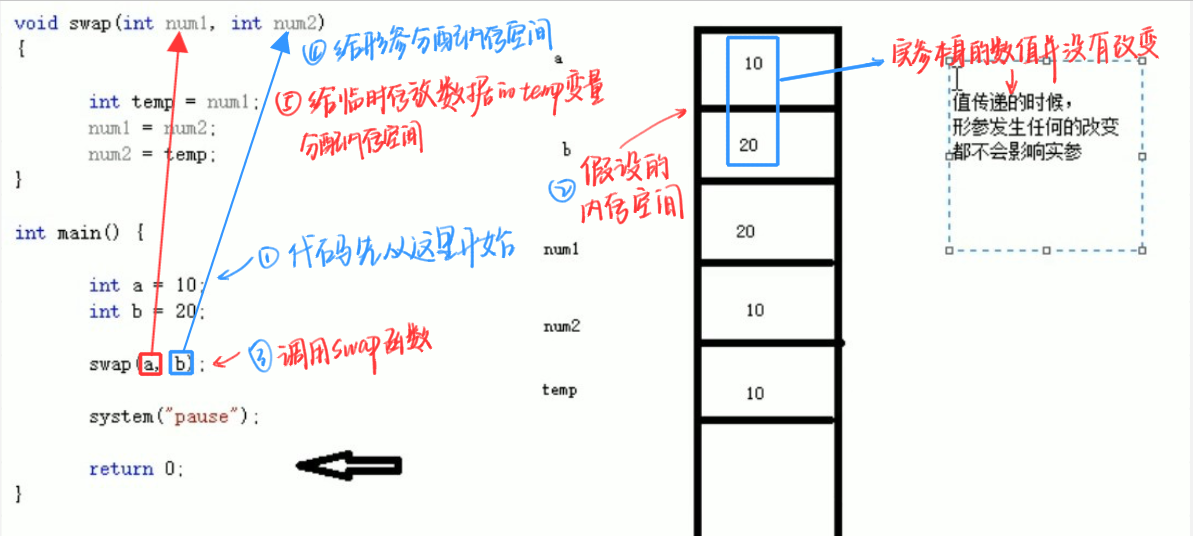 void swap(int num1, int num2)
{
int temp = num1;
num1 = num2;
num2 = temp;
}
int main() {
int a = 10;
int b = 20;
swap(a, b);
system("pause");
return 0;
}
④ 给形参分配内存空间
⑤ 给临时存放数据的temp变量
分配内存空间
① 代码先从这里开始
③ 调用swap函数
② 假设的
内存空间
a
10
b
20
num1
20
num2
10
temp
10
实参本身的数值并没有改变
值传递的时候，
形参发生任何的改变
都不会影响实参